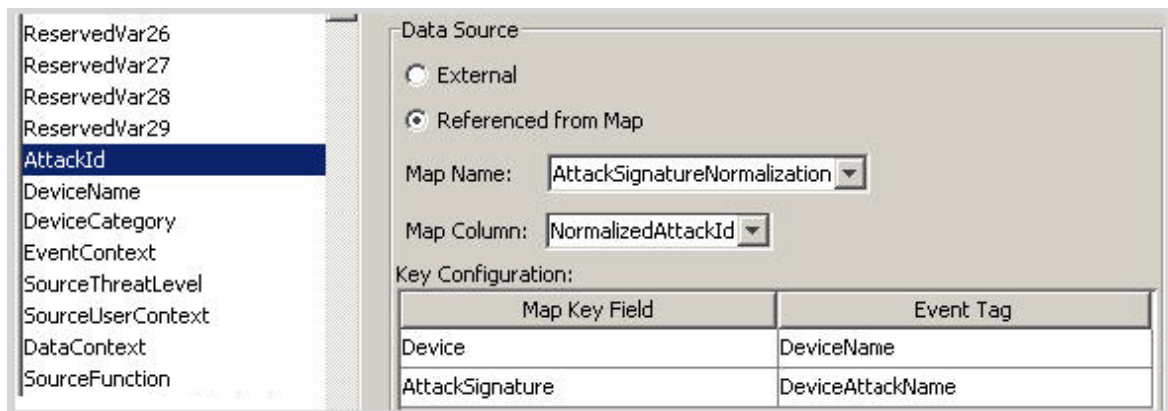 ReservedVar26
ReservedVar27
ReservedVar28
ReservedVar29
AttackId
DeviceName
DeviceCategory
EventContext
SourceThreatLevel
SourceUserContext
DataContext
SourceFunction
Data Source
External
Referenced from Map
Map Name: AttackSignatureNormalization
Map Column: NormalizedAttackId
Key Configuration:
Map Key Field Event Tag
Device DeviceName
AttackSignature DeviceAttackName